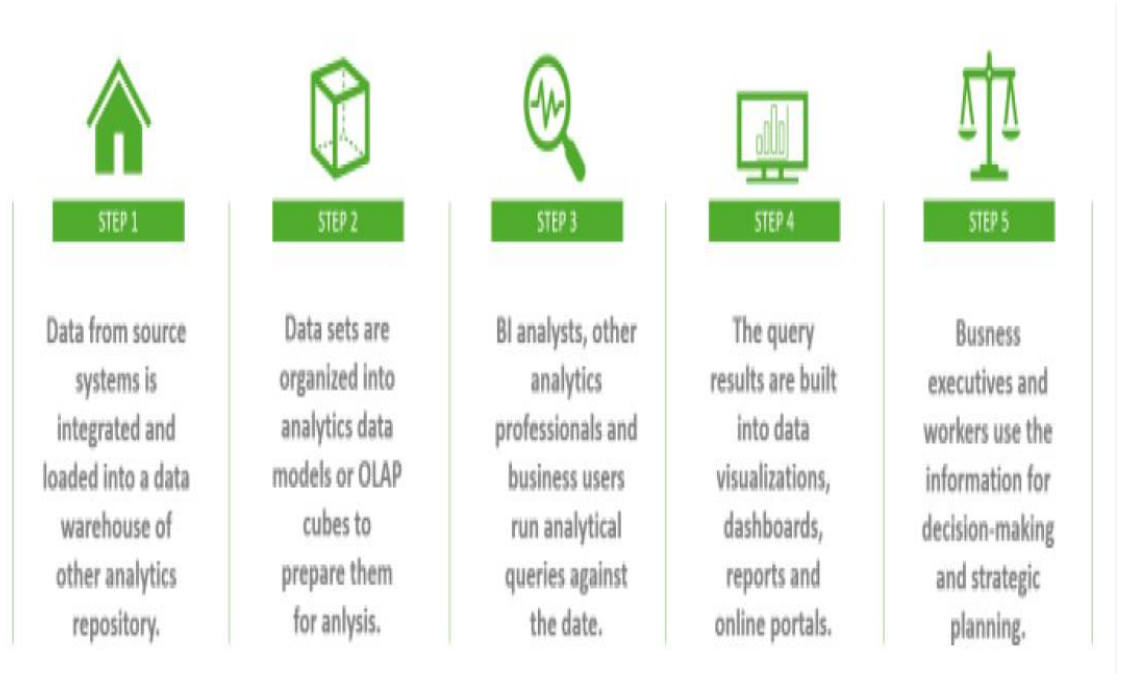 STEP 1
Data from source
systems is
integrated and
loaded into a data
warehouse of
other analytics
repository.
STEP 2
Data sets are
organized into
analytics data
models or OLAP
cubes to
prepare them
for anlysis.
STEP 3
BI analysts, other
analytics
professionals and
business users
run analytical
queries against
the date.
STEP 4
The query
results are built
into data
visualizations,
dashboards,
reports and
online portals.
STEP 5
Busness
executives and
workers use the
information for
decision-making
and strategic
planning.